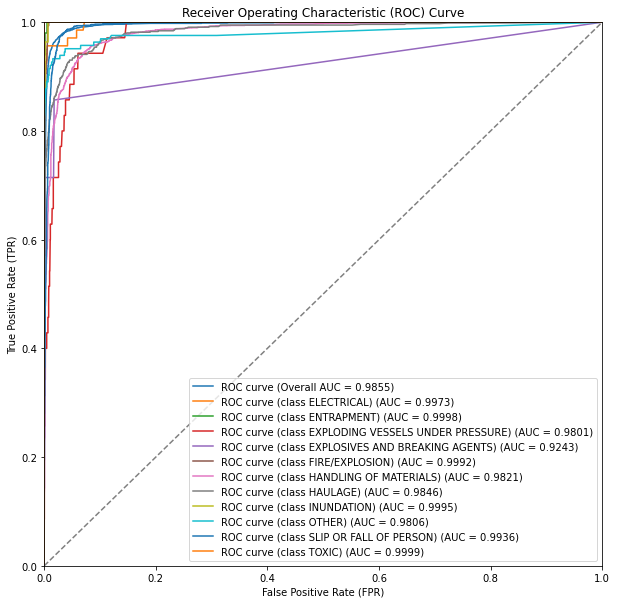 Receiver Operating Characteristic (ROC) Curve
1.0
0.8
0.6
0.4
0.2
0.0
True Positive Rate (TPR)
ROC curve (Overall AUC = 0.9855)
ROC curve (class ELECTRICAL) (AUC = 0.9973)
ROC curve (class ENTRAPMENT) (AUC = 0.9998)
ROC curve (class EXPLODING VESSELS UNDER PRESSURE) (AUC = 0.9801)
ROC curve (class EXPLOSIVES AND BREAKING AGENTS) (AUC = 0.9243)
ROC curve (class FIRE/EXPLOSION) (AUC = 0.9992)
ROC curve (class HANDLING OF MATERIALS) (AUC = 0.9821)
ROC curve (class HAULAGE) (AUC = 0.9846)
ROC curve (class INUNDATION) (AUC = 0.9995)
ROC curve (class OTHER) (AUC = 0.9806)
ROC curve (class SLIP OR FALL OF PERSON) (AUC = 0.9936)
ROC curve (class TOXIC) (AUC = 0.9999)
0.0 0.2 0.4 0.6 0.8 1.0
False Positive Rate (FPR)